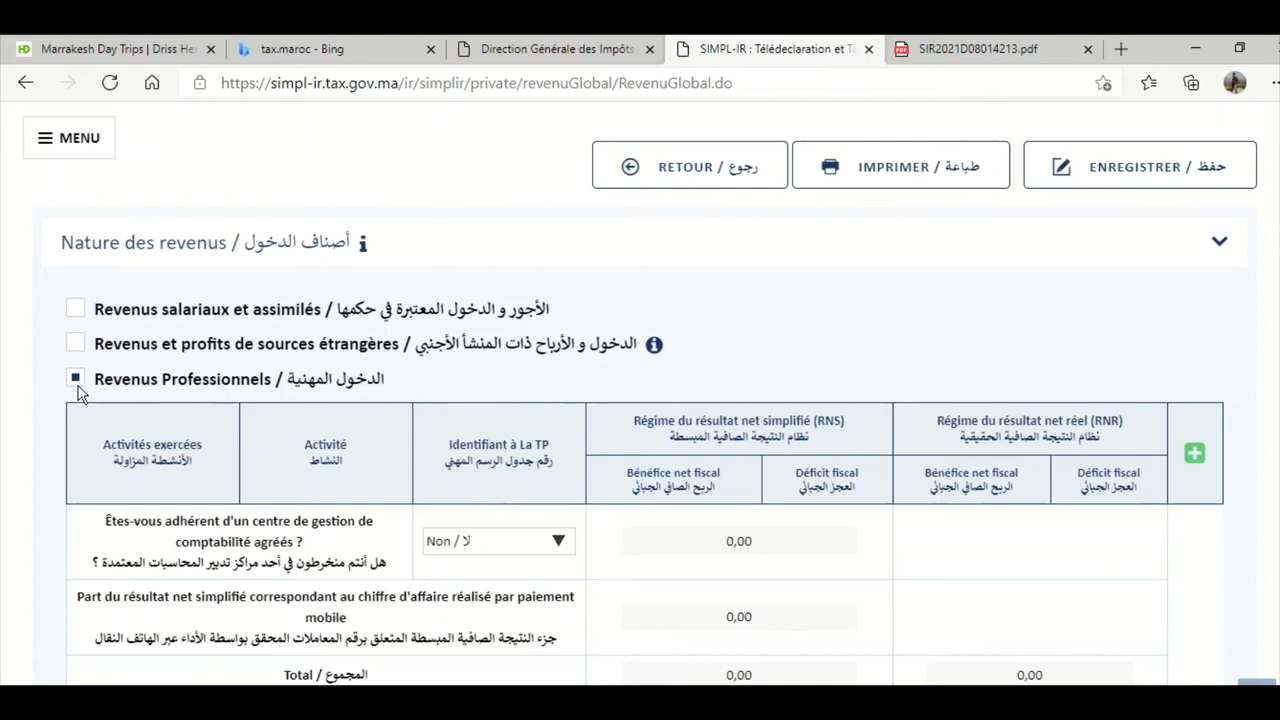 Marrakesh Day Trips | Driss Her
tax.maroc - Bing
Direction Générale des Impôts
SIMPL-IR : Télédeclaration et Té
SIR2021D08014213.pdf
https://simpl-ir.tax.gov.ma/ir/simplir/private/revenuGlobal/RevenuGlobal.do
MENU
RETOUR / رجوع
IMPRIMER / طباعة
ENREGISTRER / حفظ
Nature des revenus / أصناف الدخول
Revenus salariaux et assimilés / الأجور و الدخول المعتبرة في حكمها
Revenus et profits de sources étrangères / الدخول و الأرباح ذات المنشأ الأجنبي
Revenus Professionnels / الدخول المهنية
Activités exercées
الأنشطة المزاولة
Activité
النشاط
Identifiant à La TP
رقم جدول الرسم المهني
Régime du résultat net simplifié (RNS)
نظام النتيجة الصافية المبسطة
Régime du résultat net réel (RNR)
نظام النتيجة الصافية الحقيقية
Bénéfice net fiscal
الربح الصافي الجبائي
Déficit fiscal
العجز الجبائي
Bénéfice net fiscal
الربح الصافي الجبائي
Déficit fiscal
العجز الجبائي
Êtes-vous adhérent d'un centre de gestion de
comptabilité agréés ?
هل أنتم منخرطون في أحد مراكز تدبير المحاسبات المعتمدة ؟
Non / لا
0,00
Part du résultat net simplifié correspondant au chiffre d'affaire réalisé par paiement
mobile
جزء النتيجة الصافية المبسطة المتعلق برقم المعاملات المحقق بواسطة الأداء عبر الهاتف النقال
0,00
Total / المجموع
0,00
0,00